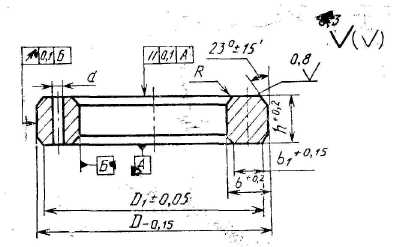 6,3
√(√)
↗ 0,1 Б
d
// 0,1 А
23°±15'
0,8
R
h+0,2
Б
А
b1+0,15
b+0,2
D1±0,05
D-0,15